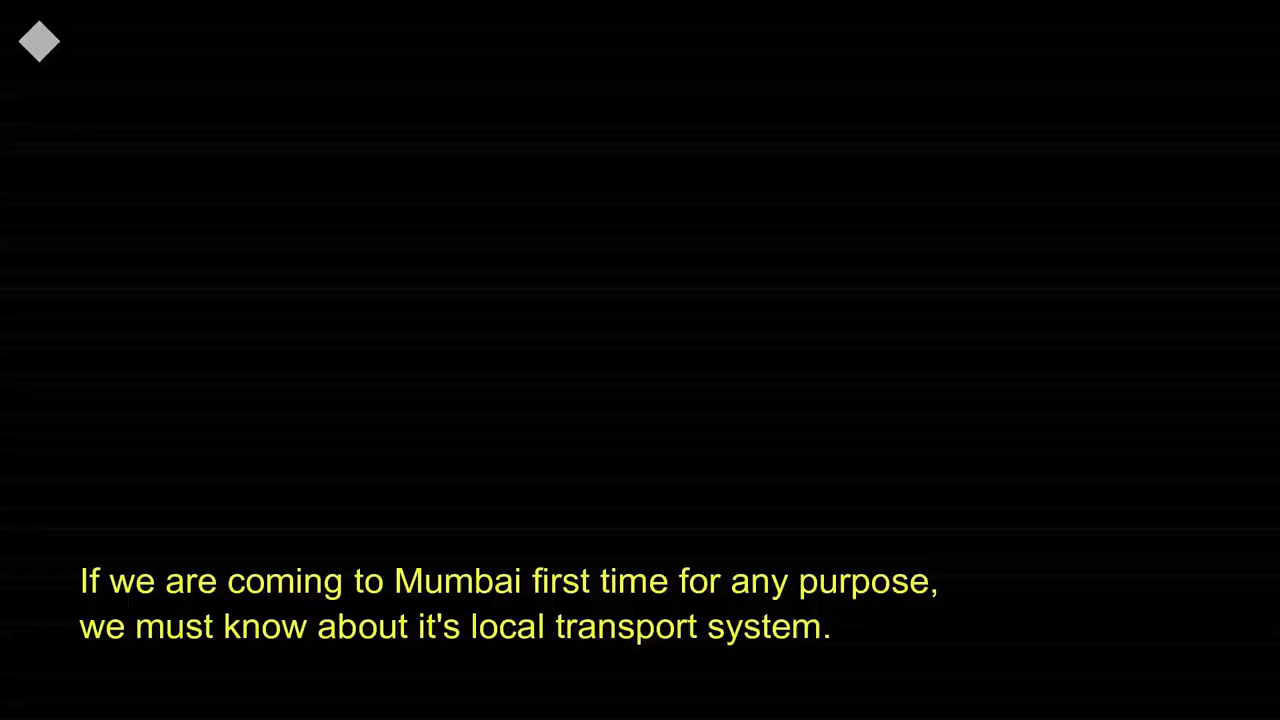 If we are coming to Mumbai first time for any purpose,
we must know about it's local transport system.